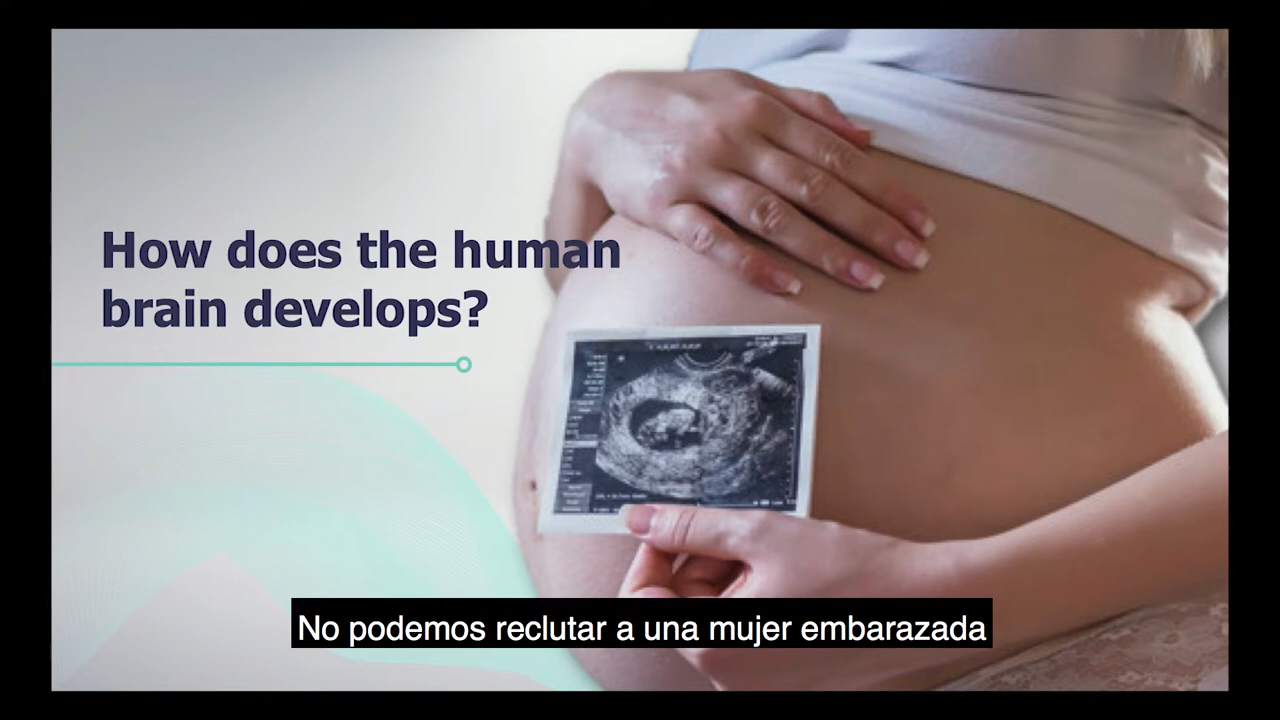 How does the human
brain develops?
No podemos reclutar a una mujer embarazada